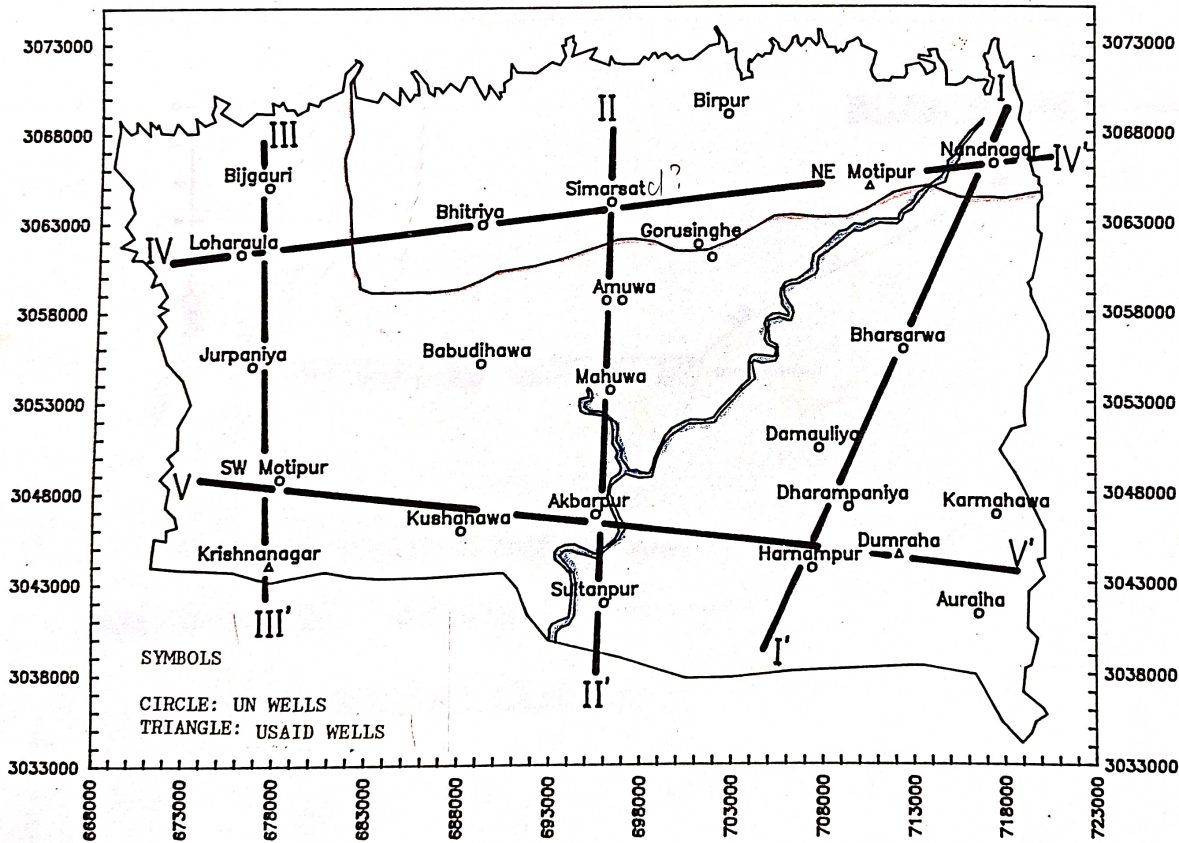 3073000
3073000
I
II
Birpur
3068000
3068000
III
Nandnagar
IV'
NE Motipur
Bijgauri
Simarsatd?
Bhitriya
3063000
3063000
Gorusinghe
Loharaula
IV
Amuwa
3058000
3058000
Bharsarwa
Babudihawa
Jurpaniya
Mahuwa
3053000
3053000
Damauliya
SW Motipur
V
Dharampaniya
Karmahawa
3048000
3048000
Akbarpur
Kushahawa
Dumraha
Harnampur
V'
Krishnanagar
3043000
3043000
Sultanpur
Auraiha
III'
I'
SYMBOLS
3038000
3038000
II'
CIRCLE: UN WELLS
TRIANGLE: USAID WELLS
3033000
3033000
668000
673000
678000
683000
688000
693000
698000
703000
708000
713000
718000
723000